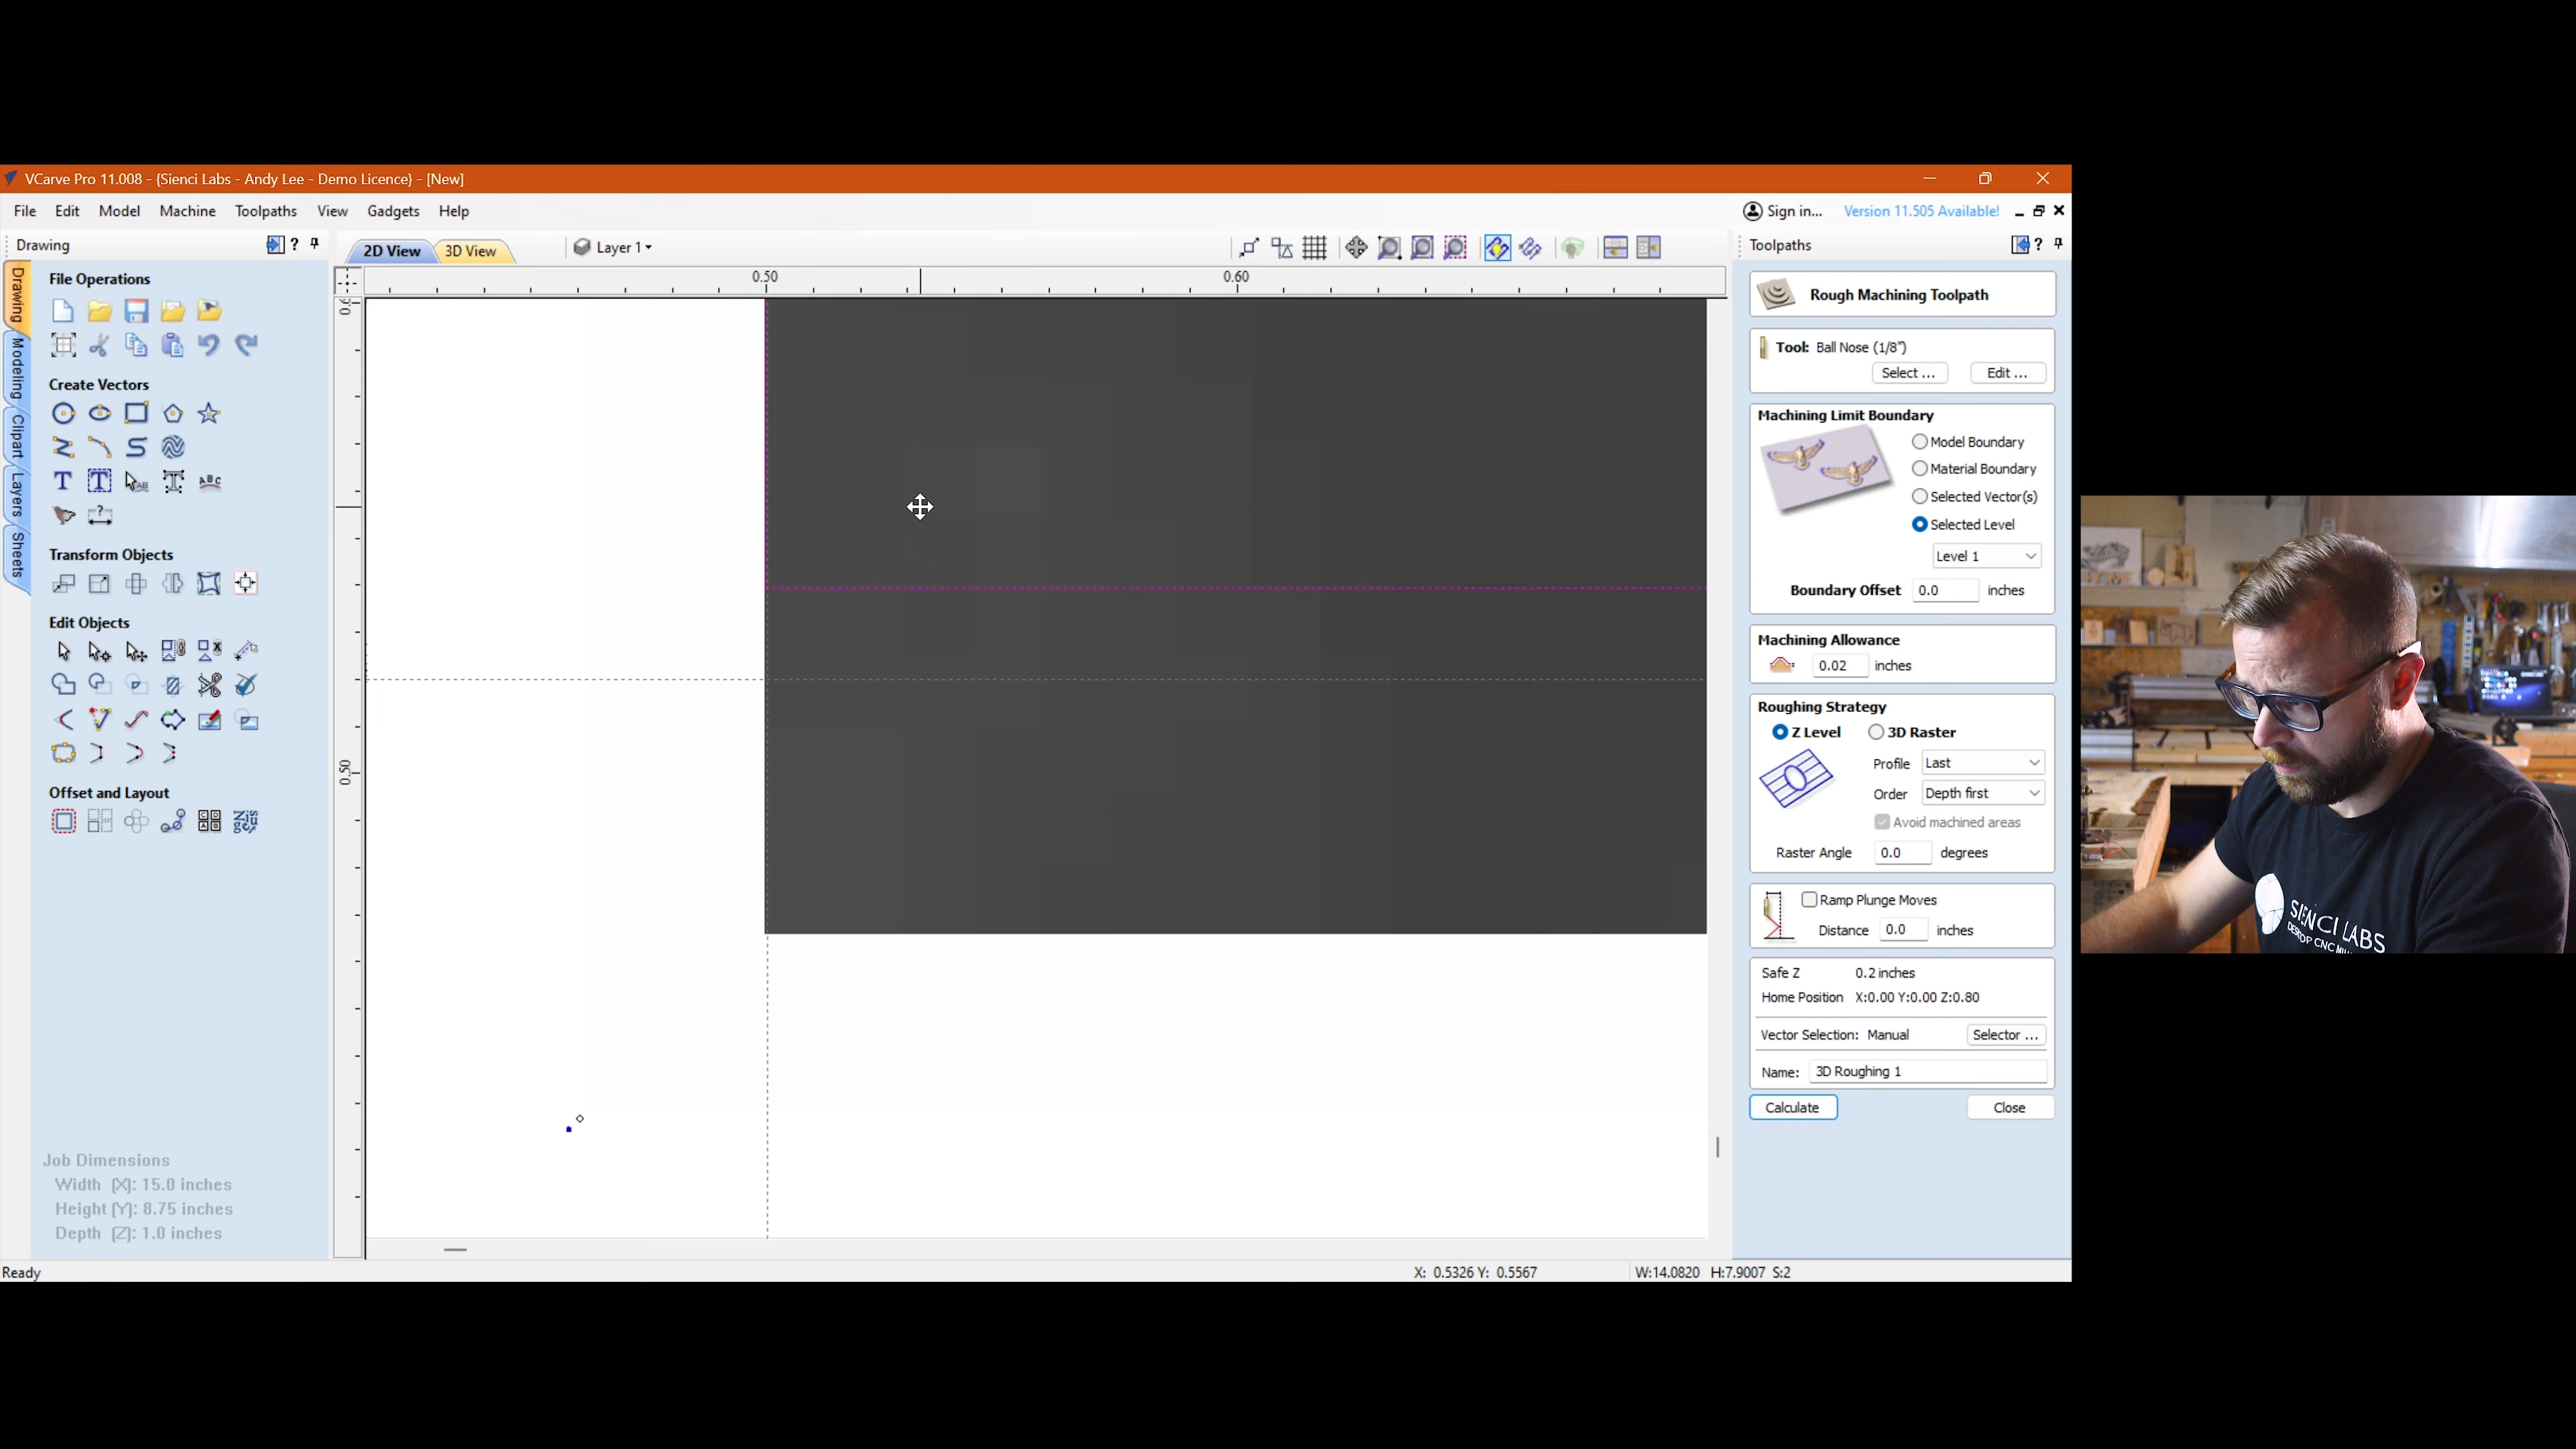 VCarve Pro 11.008 - {Sienci Labs - Andy Lee - Demo Licence} - [New]
File Edit Model Machine Toolpaths View Gadgets Help
Sign in... Version 11.505 Available!
Drawing
2D View 3D View Layer 1
Toolpaths
Drawing
Modeling
Clipart
Layers
Sheets
File Operations
Create Vectors
Transform Objects
Edit Objects
Offset and Layout
Job Dimensions
Width (X): 15.0 inches
Height (Y): 8.75 inches
Depth (Z): 1.0 inches
Ready
0.50 0.60
0.50
Rough Machining Toolpath
Tool: Ball Nose (1/8")
Select ... Edit ...
Machining Limit Boundary
Model Boundary
Material Boundary
Selected Vector(s)
Selected Level
Level 1
Boundary Offset 0.0 inches
Machining Allowance
0.02 inches
Roughing Strategy
Z Level 3D Raster
Profile Last
Order Depth first
Avoid machined areas
Raster Angle 0.0 degrees
Ramp Plunge Moves
Distance 0.0 inches
Safe Z 0.2 inches
Home Position X:0.00 Y:0.00 Z:0.80
Vector Selection: Manual Selector ...
Name: 3D Roughing 1
Calculate Close
X: 0.5326 Y: 0.5567 W:14.0820 H:7.9007 S:2
SIENCI LABS